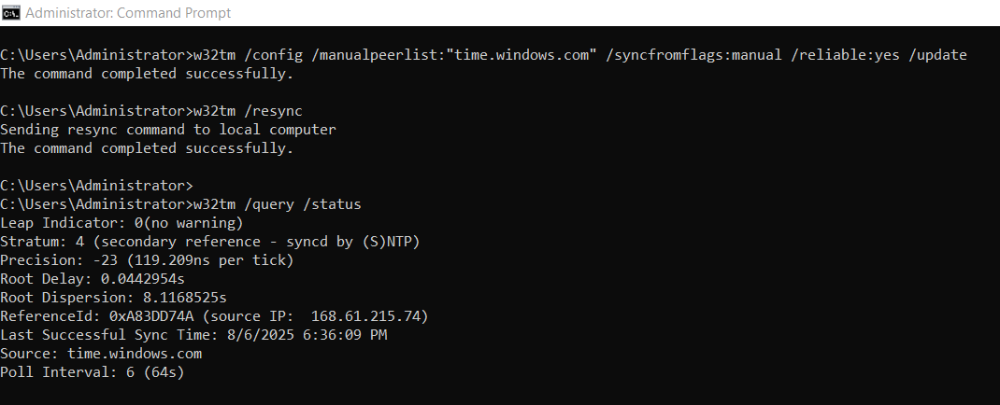 Administrator: Command Prompt
C:\Users\Administrator>w32tm /config /manualpeerlist:"time.windows.com" /syncfromflags:manual /reliable:yes /update
The command completed successfully.
C:\Users\Administrator>w32tm /resync
Sending resync command to local computer
The command completed successfully.
C:\Users\Administrator>
C:\Users\Administrator>w32tm /query /status
Leap Indicator: 0(no warning)
Stratum: 4 (secondary reference - syncd by (S)NTP)
Precision: -23 (119.209ns per tick)
Root Delay: 0.0442954s
Root Dispersion: 8.1168525s
ReferenceId: 0xA83DD74A (source IP:  168.61.215.74)
Last Successful Sync Time: 8/6/2025 6:36:09 PM
Source: time.windows.com
Poll Interval: 6 (64s)